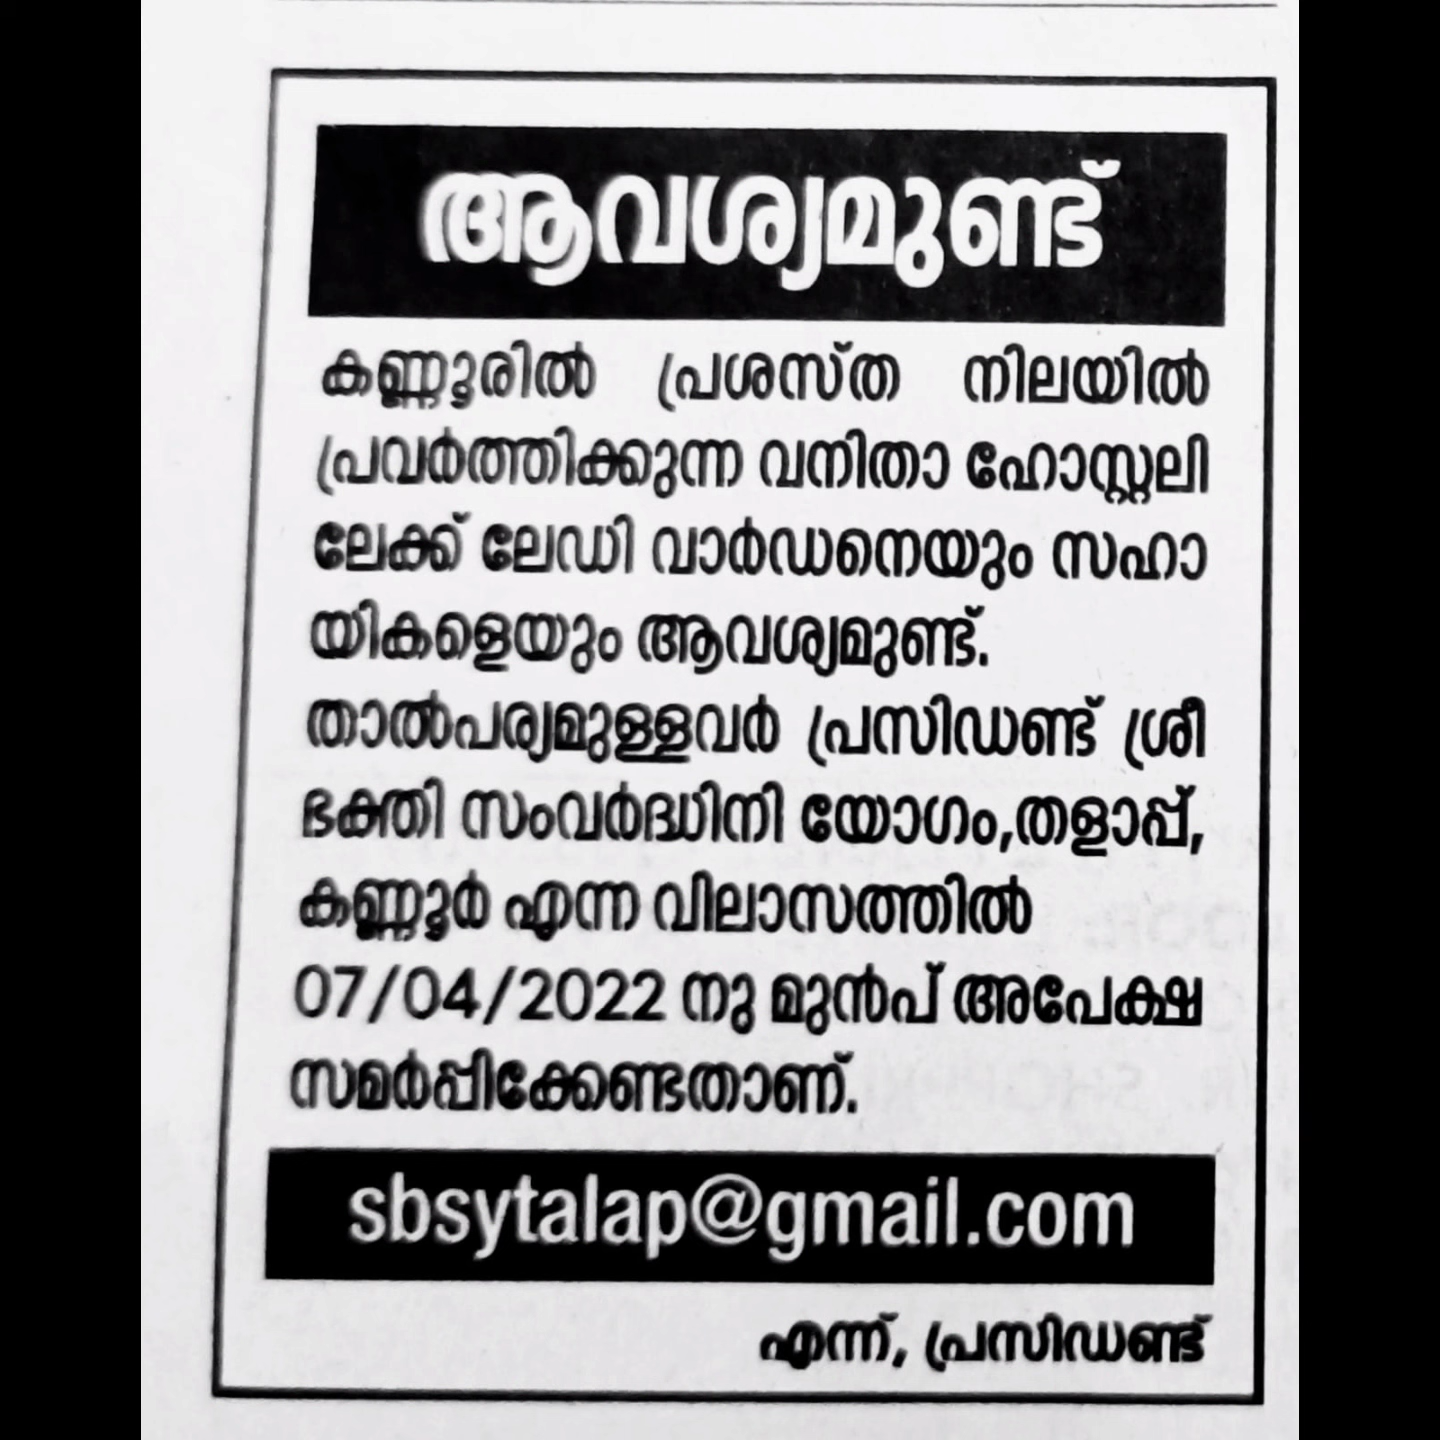 ആവശ്യമുണ്ട്
കണ്ണൂരിൽ പ്രശസ്ത നിലയിൽ
പ്രവർത്തിക്കുന്ന വനിതാ ഹോസ്റ്റലി
ലേക്ക് ലേഡി വാർഡനെയും സഹാ
യികളെയും ആവശ്യമുണ്ട്.
താൽപര്യമുള്ളവർ പ്രസിഡണ്ട് ശ്രീ
ഭക്തി സംവർദ്ധിനി യോഗം,തളാപ്പ്,
കണ്ണൂർ എന്ന വിലാസത്തിൽ
07/04/2022 നു മുൻപ് അപേക്ഷ
സമർപ്പിക്കേണ്ടതാണ്.
sbsytalap@gmail.com
എന്ന്, പ്രസിഡണ്ട്